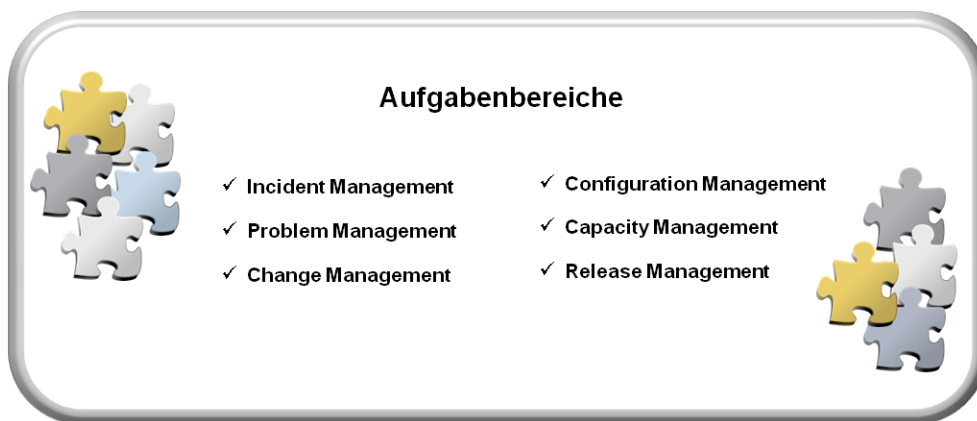 Aufgabenbereiche
✓ Incident Management
✓ Problem Management
✓ Change Management
✓ Configuration Management
✓ Capacity Management
✓ Release Management